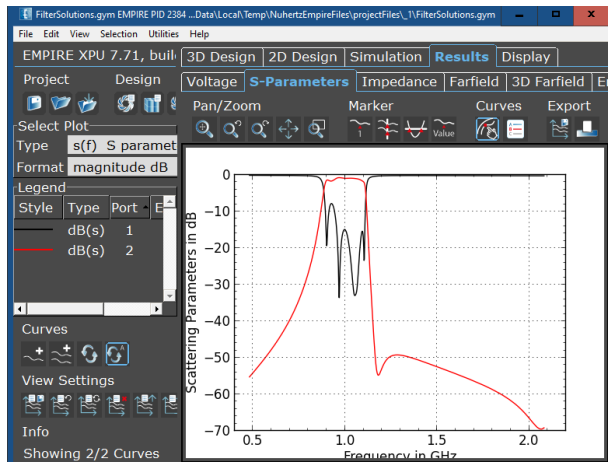 FilterSolutions.gym EMPIRE PID 2384 ...Data\Local\Temp\NuhertzEmpireFiles\projectFiles\_1\FilterSolutions.gym
File Edit View Selection Utilities Help
EMPIRE XPU 7.71, buil
3D Design 2D Design Simulation Results Display
Project Design
Voltage S-Parameters Impedance Farfield 3D Farfield
Pan/Zoom Marker Curves Export
1 Value
Select Plot
Type s(f) S paramet
Format magnitude dB
Legend
Style Type Port E
dB(s) 1
dB(s) 2
Curves
A
View Settings
Info
Showing 2/2 Curves
Scattering Parameters in dB
0
−10
−20
−30
−40
−50
−60
−70
0.5 1.0 1.5 2.0
Frequency in GHz